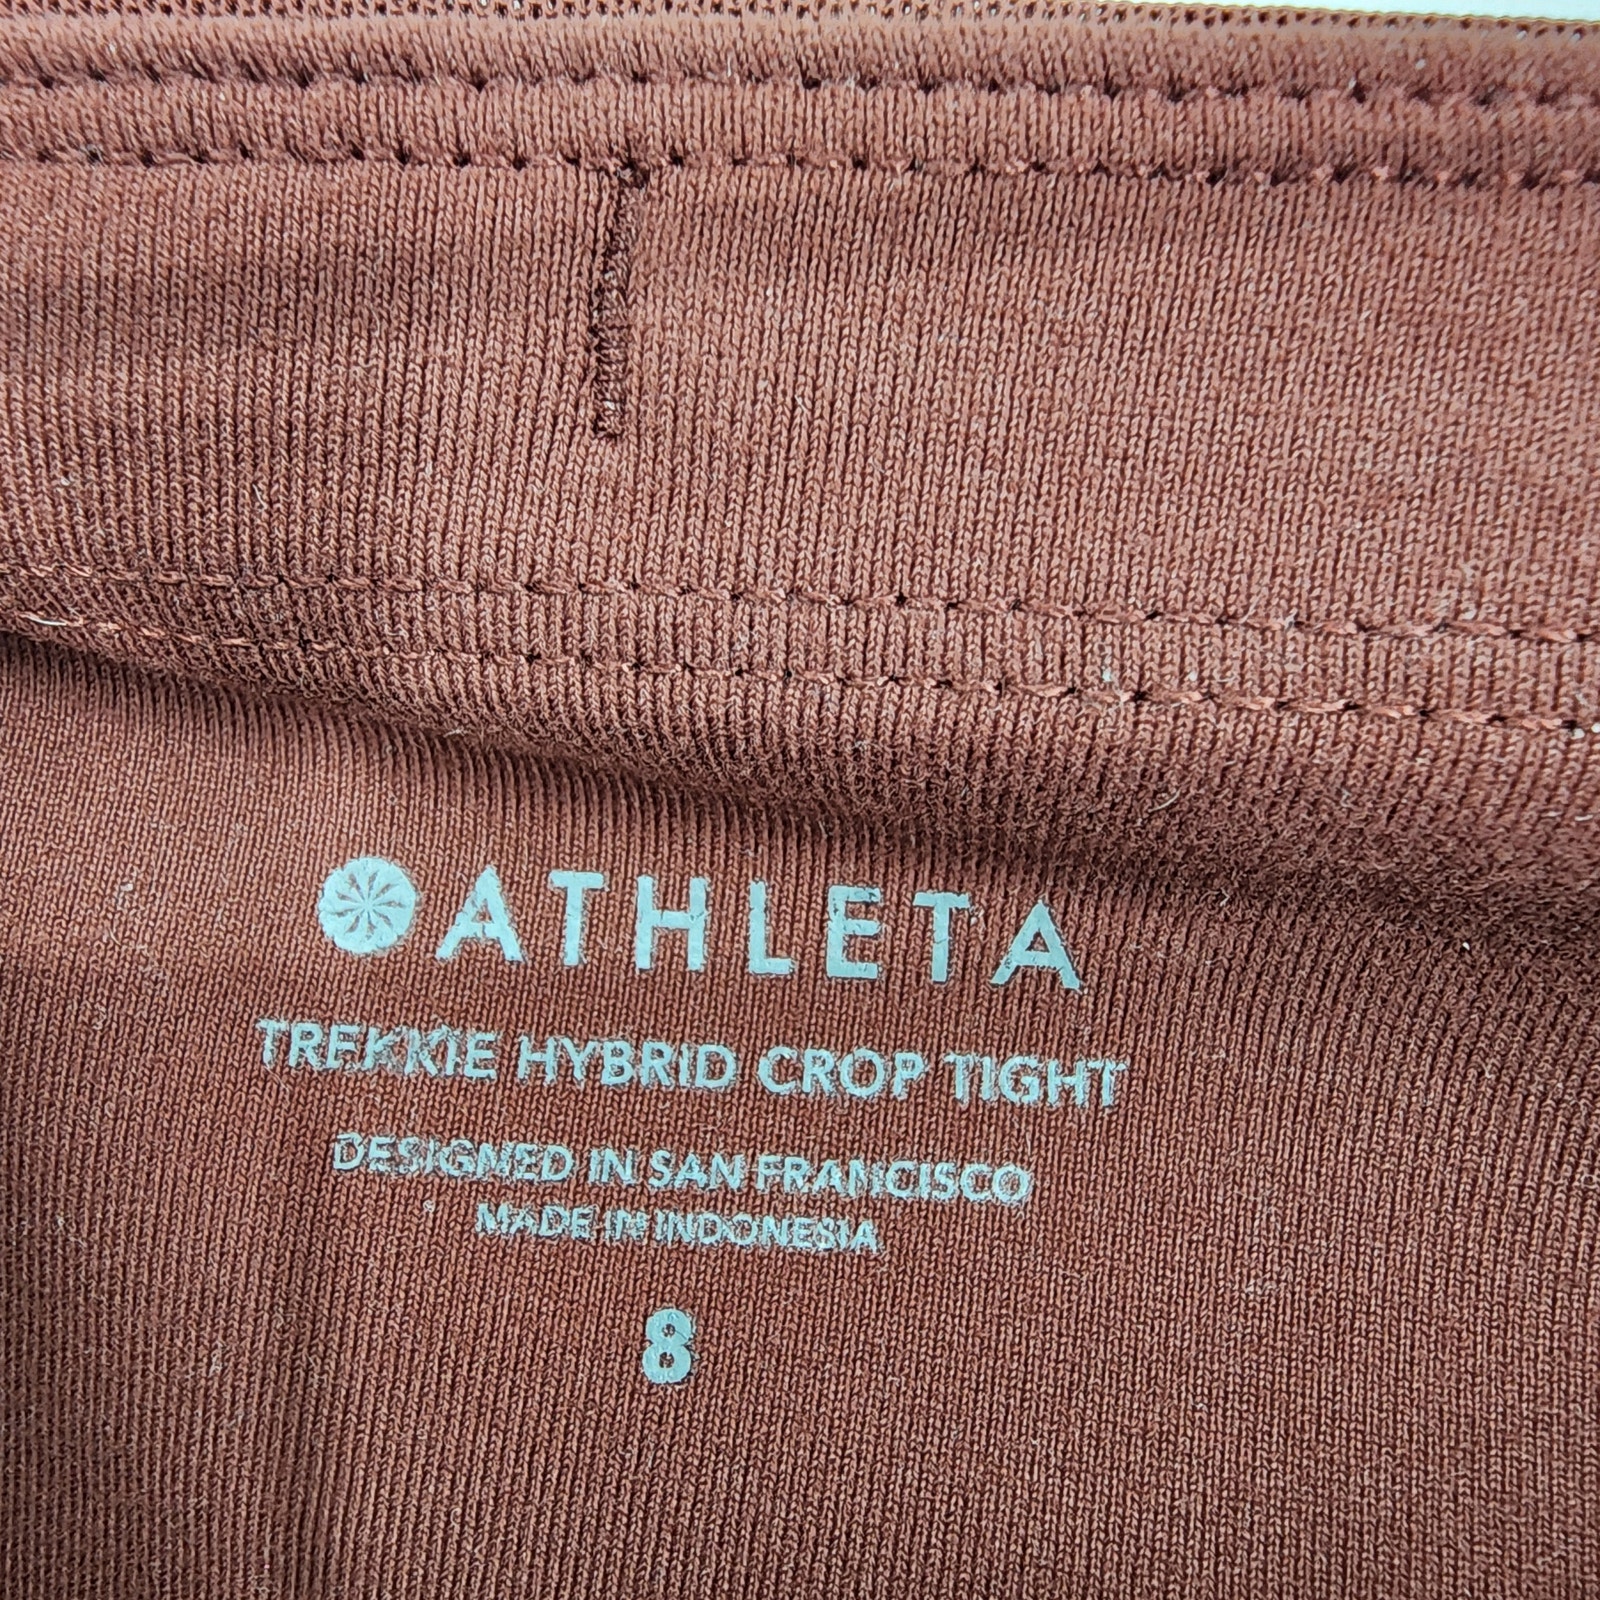 ATHLETA
TREKKIE HYBRID CROP TIGHT
DESIGNED IN SAN FRANCISCO
MADE IN INDONESIA
8